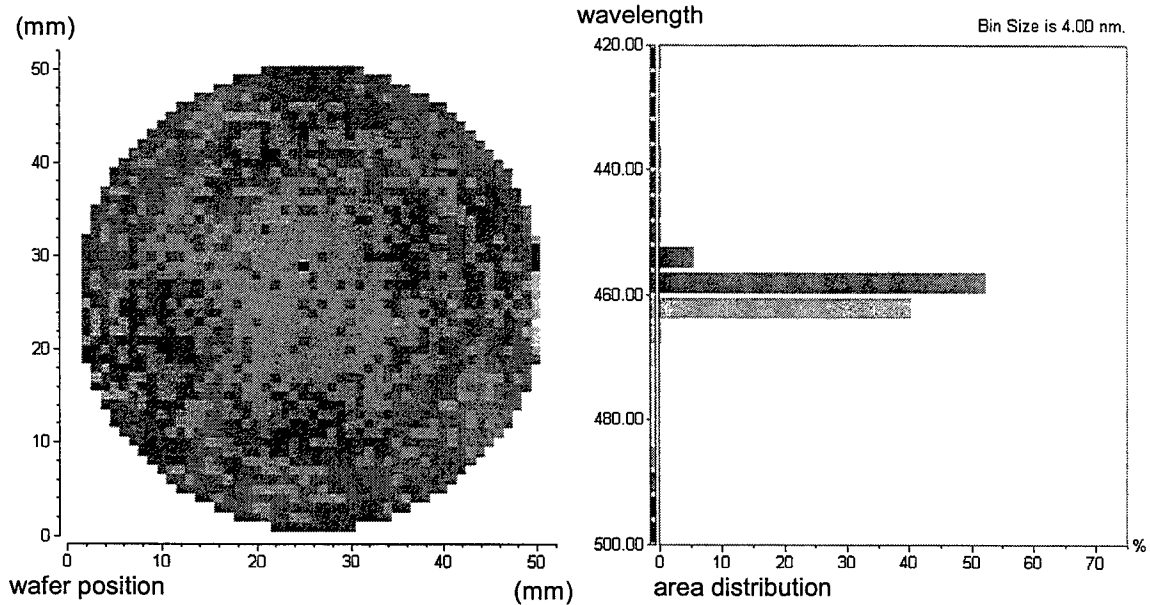 (mm)
50
40
30
20
10
0
0 10 20 30 40 50
wafer position (mm)
wavelength
Bin Size is 4.00 nm.
420.00
440.00
460.00
480.00
500.00
0 10 20 30 40 50 60 70 %
area distribution